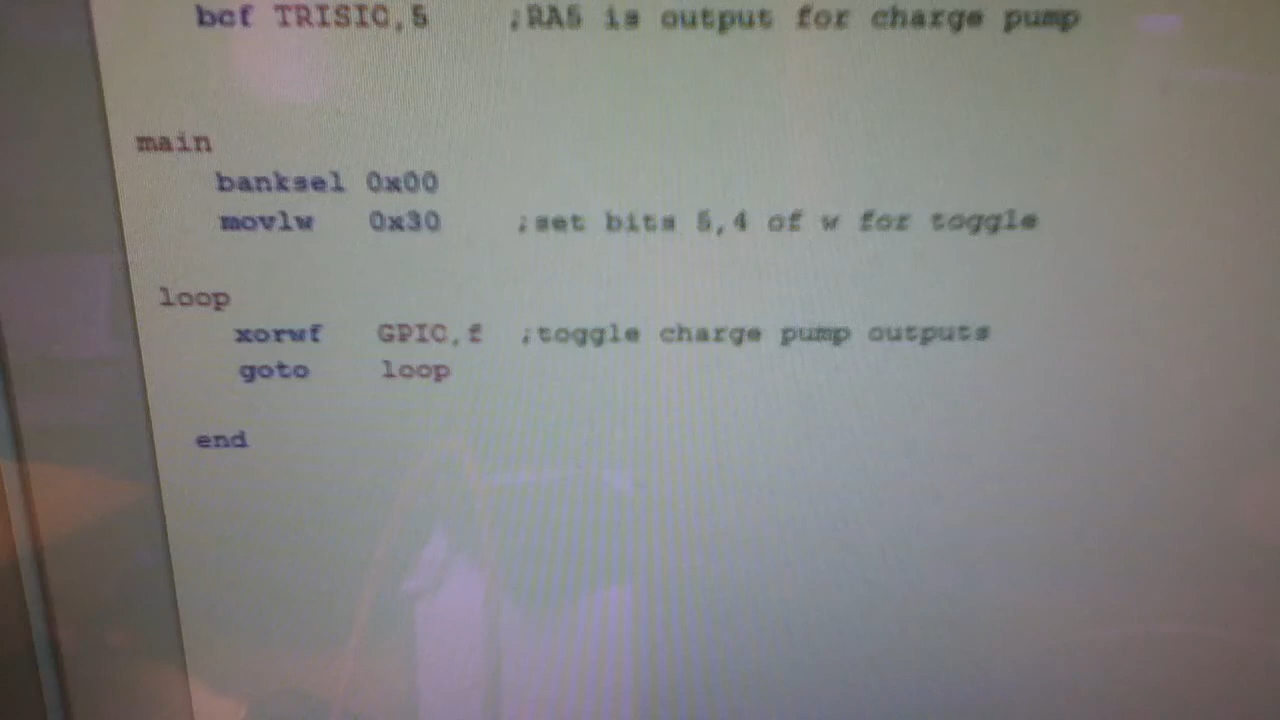 bcf TRISIO,5 ;RA5 is output for charge pump
main
banksel 0x00
movlw 0x30 ;set bits 5,4 of w for toggle
loop
xorwf GPIO,f ;toggle charge pump outputs
goto loop
end